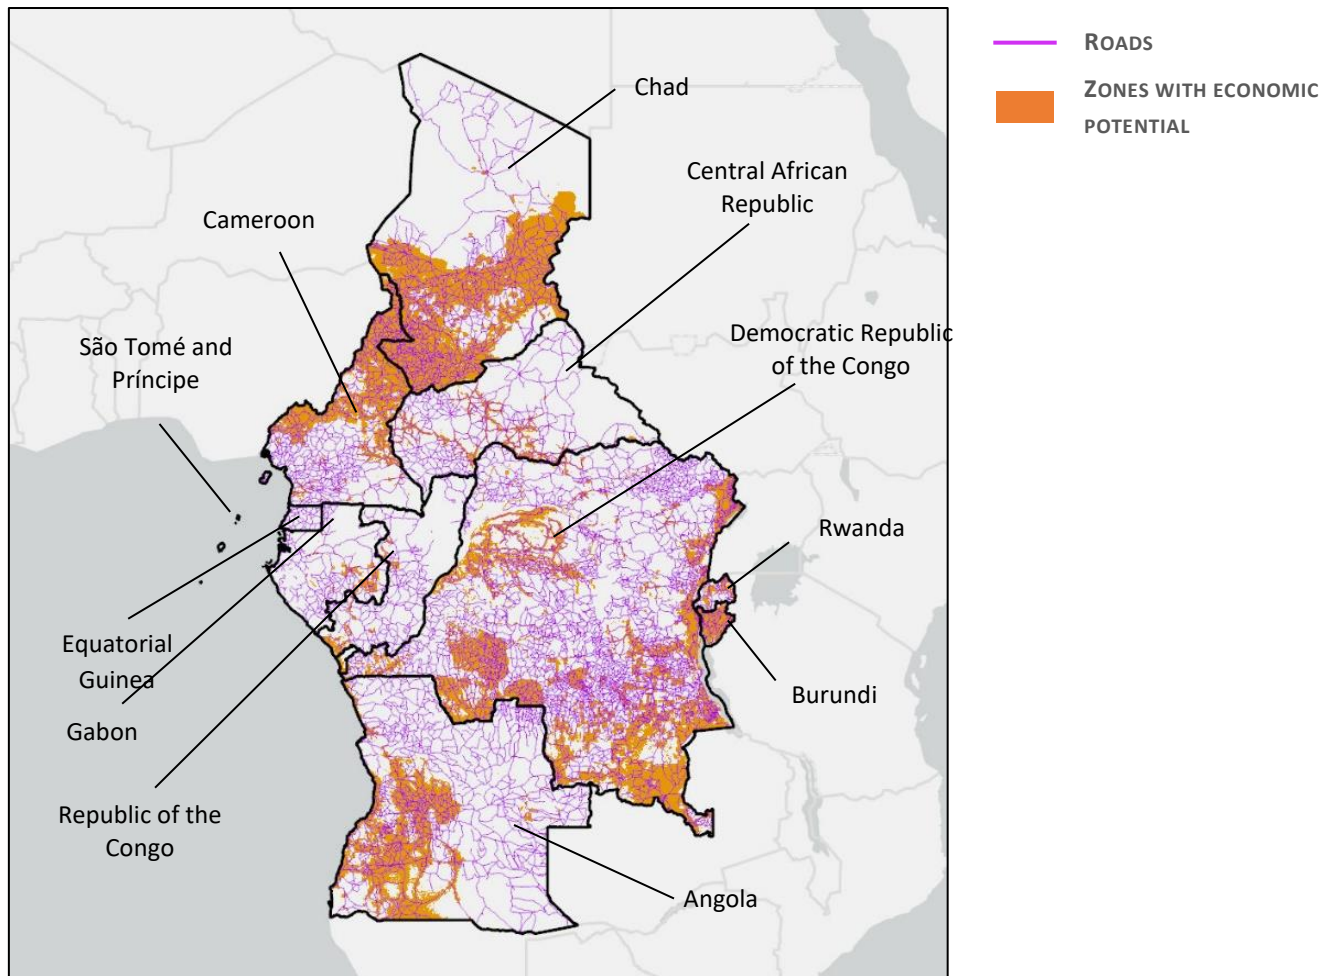 ROADS
ZONES WITH ECONOMIC
POTENTIAL
Chad
Central African
Republic
Cameroon
Democratic Republic
of the Congo
São Tomé and
Príncipe
Rwanda
Equatorial
Guinea
Burundi
Gabon
Republic of the
Congo
Angola